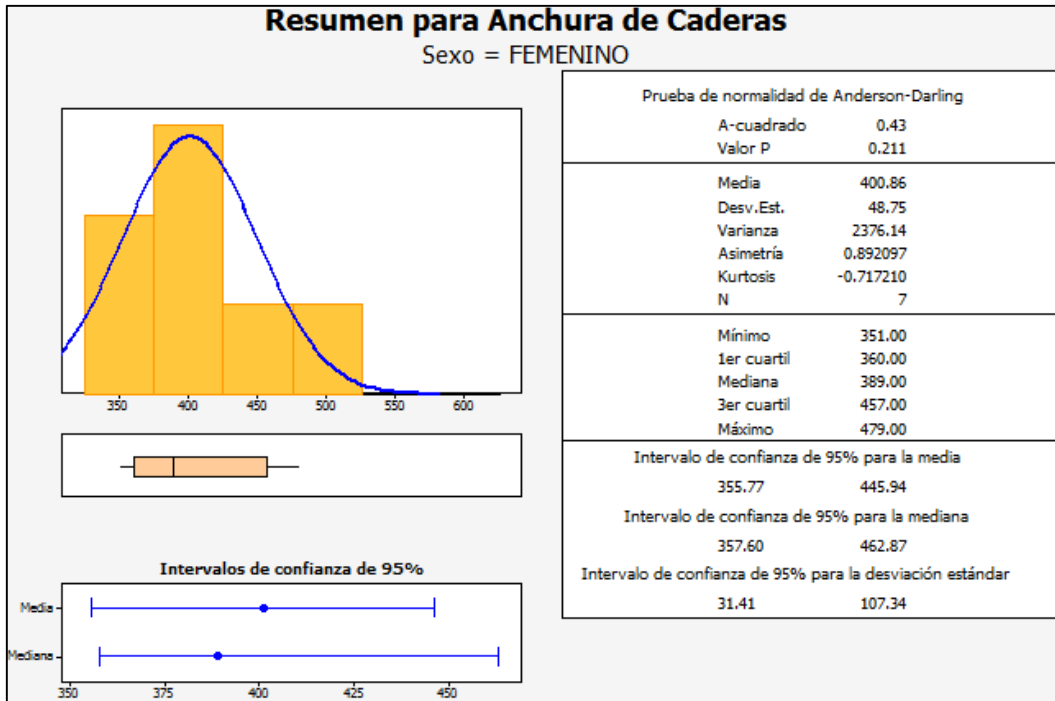 Resumen para Anchura de Caderas
Sexo = FEMENINO
350 400 450 500 550 600
Intervalos de confianza de 95%
Media
Mediana
350 375 400 425 450
Prueba de normalidad de Anderson-Darling
A-cuadrado 0.43
Valor P 0.211
Media 400.86
Desv.Est. 48.75
Varianza 2376.14
Asimetría 0.892097
Kurtosis -0.717210
N 7
Mínimo 351.00
1er cuartil 360.00
Mediana 389.00
3er cuartil 457.00
Máximo 479.00
Intervalo de confianza de 95% para la media
355.77 445.94
Intervalo de confianza de 95% para la mediana
357.60 462.87
Intervalo de confianza de 95% para la desviación estándar
31.41 107.34